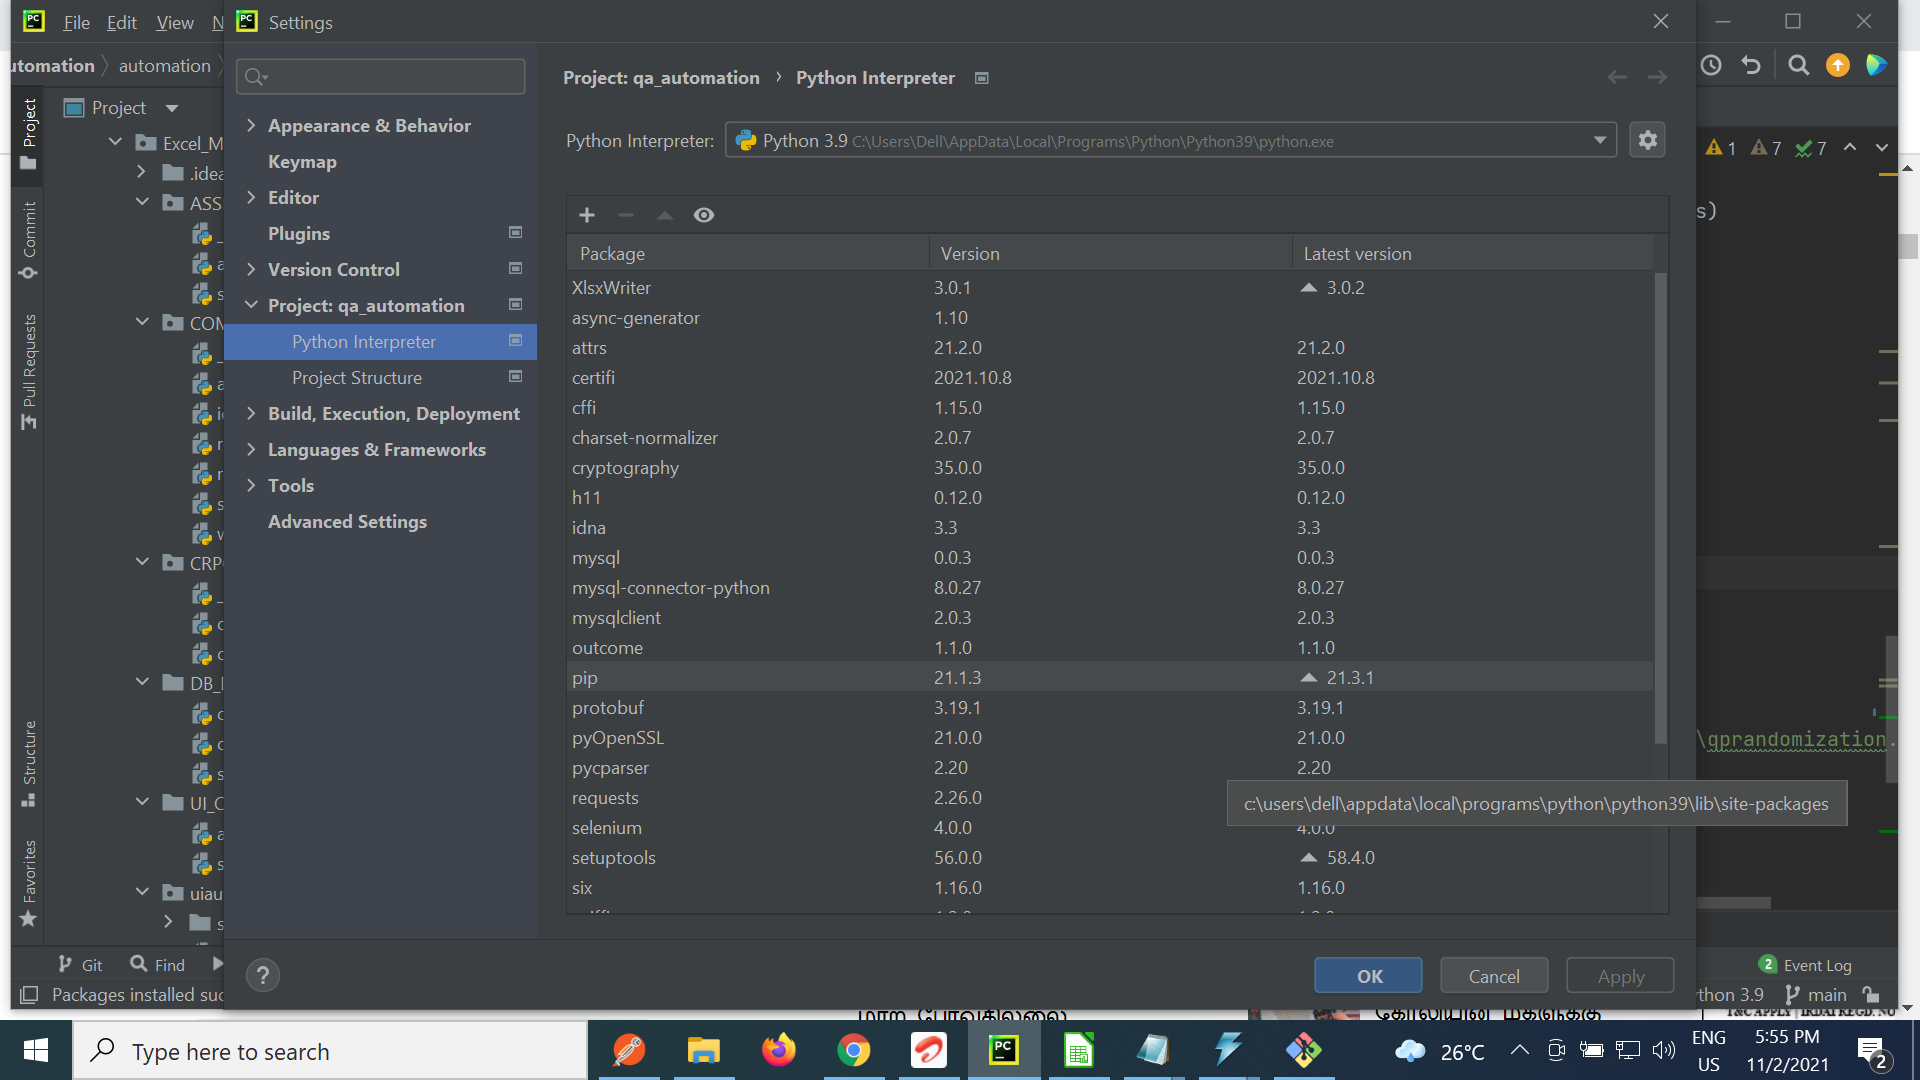 PC File Edit View N
PC Settings
utomation automation
Project
Excel_M
.idea
ASS
_
a
s
COM
_
a
r
r
s
w
CRP
_
c
c
DB_
c
c
s
UI_C
a
s
uiau
s
Project
Commit
Pull Requests
Structure
Favorites
Appearance & Behavior
Keymap
Editor
Plugins
Version Control
Project: qa_automation
Python Interpreter
Project Structure
Build, Execution, Deployment
Languages & Frameworks
Tools
Advanced Settings
Project: qa_automation › Python Interpreter
Python Interpreter: Python 3.9 C:\Users\Dell\AppData\Local\Programs\Python\Python39\python.exe
Package Version Latest version
XlsxWriter 3.0.1 3.0.2
async-generator 1.10
attrs 21.2.0 21.2.0
certifi 2021.10.8 2021.10.8
cffi 1.15.0 1.15.0
charset-normalizer 2.0.7 2.0.7
cryptography 35.0.0 35.0.0
h11 0.12.0 0.12.0
idna 3.3 3.3
mysql 0.0.3 0.0.3
mysql-connector-python 8.0.27 8.0.27
mysqlclient 2.0.3 2.0.3
outcome 1.1.0 1.1.0
pip 21.1.3 21.3.1
protobuf 3.19.1 3.19.1
pyOpenSSL 21.0.0 21.0.0
pycparser 2.20 2.20
requests 2.26.0
c:\users\dell\appdata\local\programs\python\python39\lib\site-packages
selenium 4.0.0 4.0.0
setuptools 56.0.0 58.4.0
six 1.16.0 1.16.0
1 7 7
s)
\qprandomization.
? OK Cancel Apply
Git Find
2 Event Log
Packages installed suc
thon 3.9 main
T&C APPLY | IRDAI REGD. NO
Type here to search
PC
26°C
ENG
US
5:55 PM
11/2/2021
2